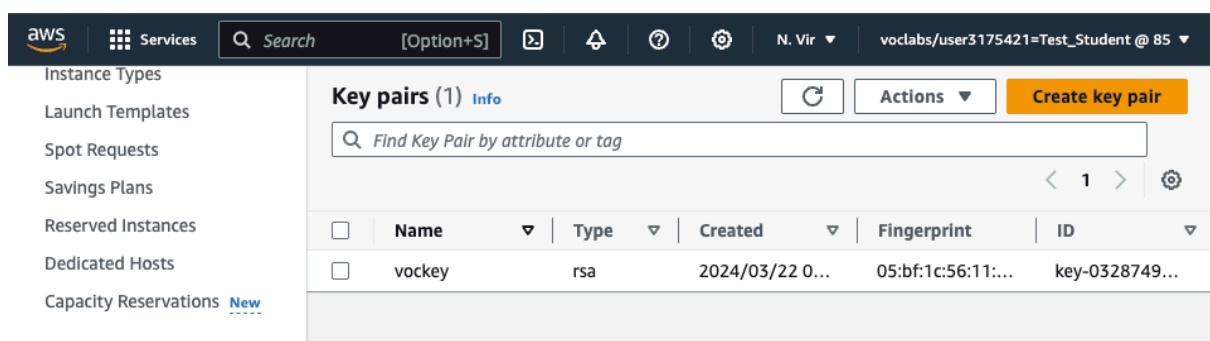 aws Services Search [Option+S] N. Vir voclabs/user3175421=Test_Student @ 85
Instance Types
Launch Templates
Spot Requests
Savings Plans
Reserved Instances
Dedicated Hosts
Capacity Reservations New
Key pairs (1) Info Actions Create key pair
Find Key Pair by attribute or tag
1
Name Type Created Fingerprint ID
vockey rsa 2024/03/22 0... 05:bf:1c:56:11:... key-0328749...